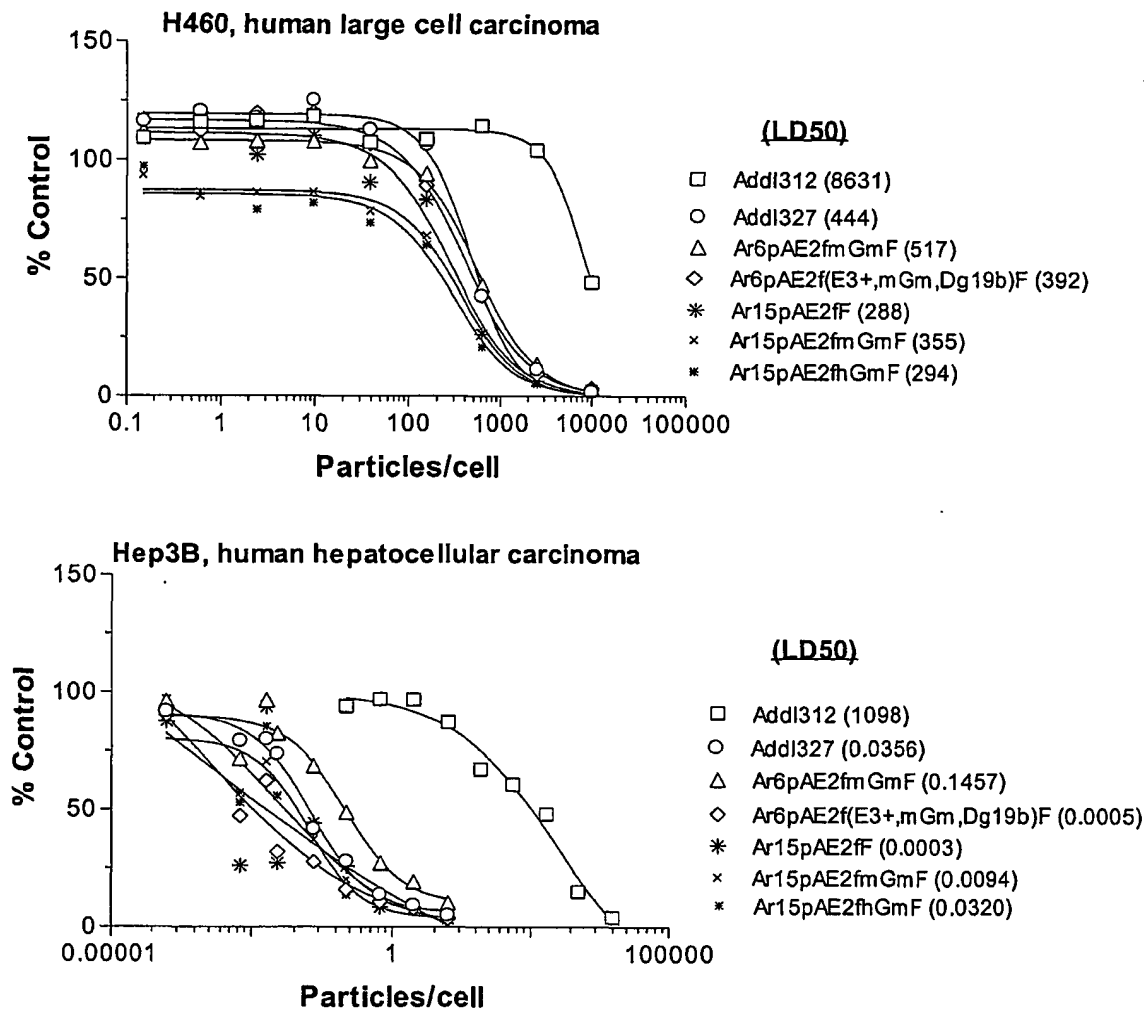 H460, human large cell carcinoma
150
100
50
0
% Control
0.1
1
10
100
1000
10000
100000
Particles/cell
(LD50)
Addl312 (8631)
Addl327 (444)
Ar6pAE2fmGmF (517)
Ar6pAE2f(E3+,mGm,Dg19b)F (392)
Ar15pAE2fF (288)
Ar15pAE2fmGmF (355)
Ar15pAE2fhGmF (294)
Hep3B, human hepatocellular carcinoma
150
100
50
0
% Control
0.00001
1
100000
Particles/cell
(LD50)
Addl312 (1098)
Addl327 (0.0356)
Ar6pAE2fmGmF (0.1457)
Ar6pAE2f(E3+,mGm,Dg19b)F (0.0005)
Ar15pAE2fF (0.0003)
Ar15pAE2fmGmF (0.0094)
Ar15pAE2fhGmF (0.0320)